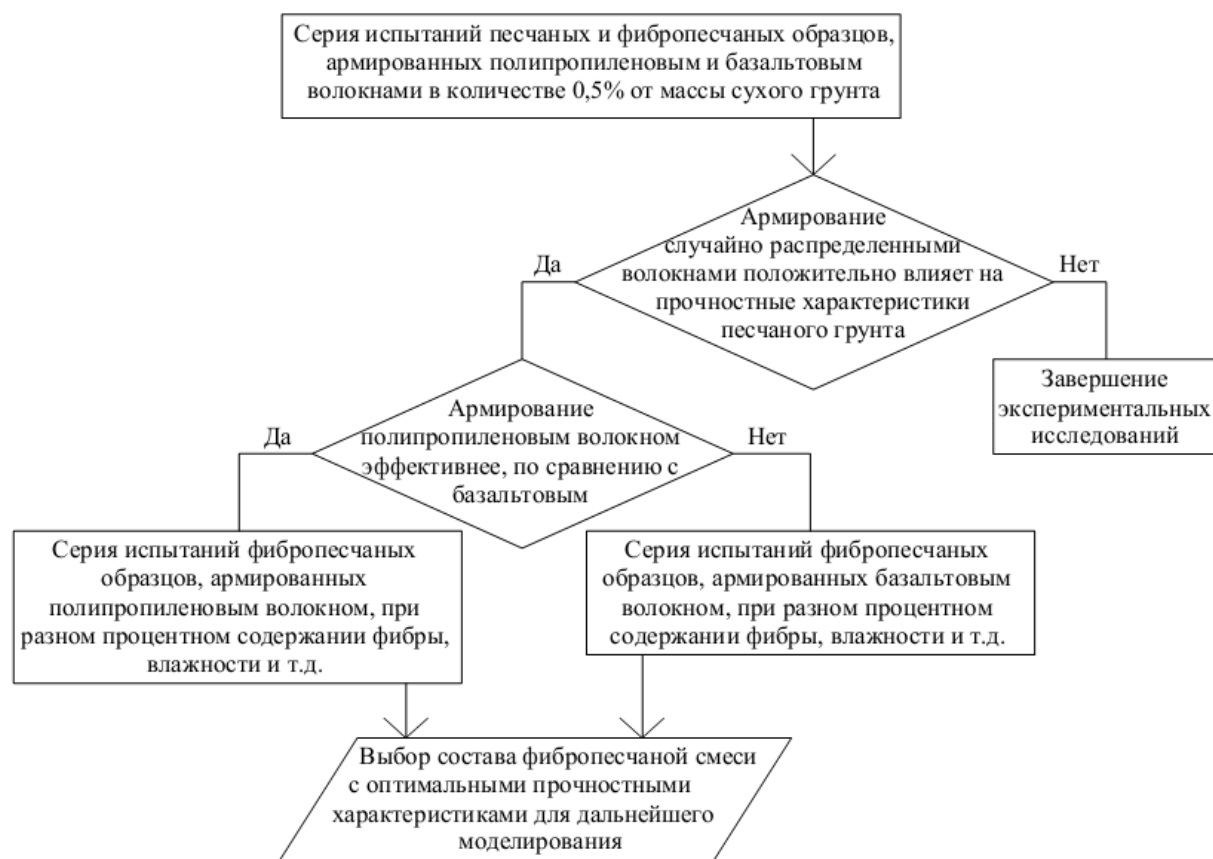 Серия испытаний песчаных и фибропесчаных образцов,
армированных полипропиленовым и базальтовым
волокнами в количестве 0,5% от массы сухого грунта
Армирование
случайно распределенными
волокнами положительно влияет на
прочностные характеристики
песчаного грунта
Да
Нет
Завершение
экспериментальных
исследований
Армирование
полипропиленовым волокном
эффективнее, по сравнению с
базальтовым
Да
Нет
Серия испытаний фибропесчаных
образцов, армированных
полипропиленовым волокном, при
разном процентном содержании фибры,
влажности и т.д.
Серия испытаний фибропесчаных
образцов, армированных базальтовым
волокном, при разном процентном
содержании фибры, влажности и т.д.
Выбор состава фибропесчаной смеси
с оптимальными прочностными
характеристиками для дальнейшего
моделирования